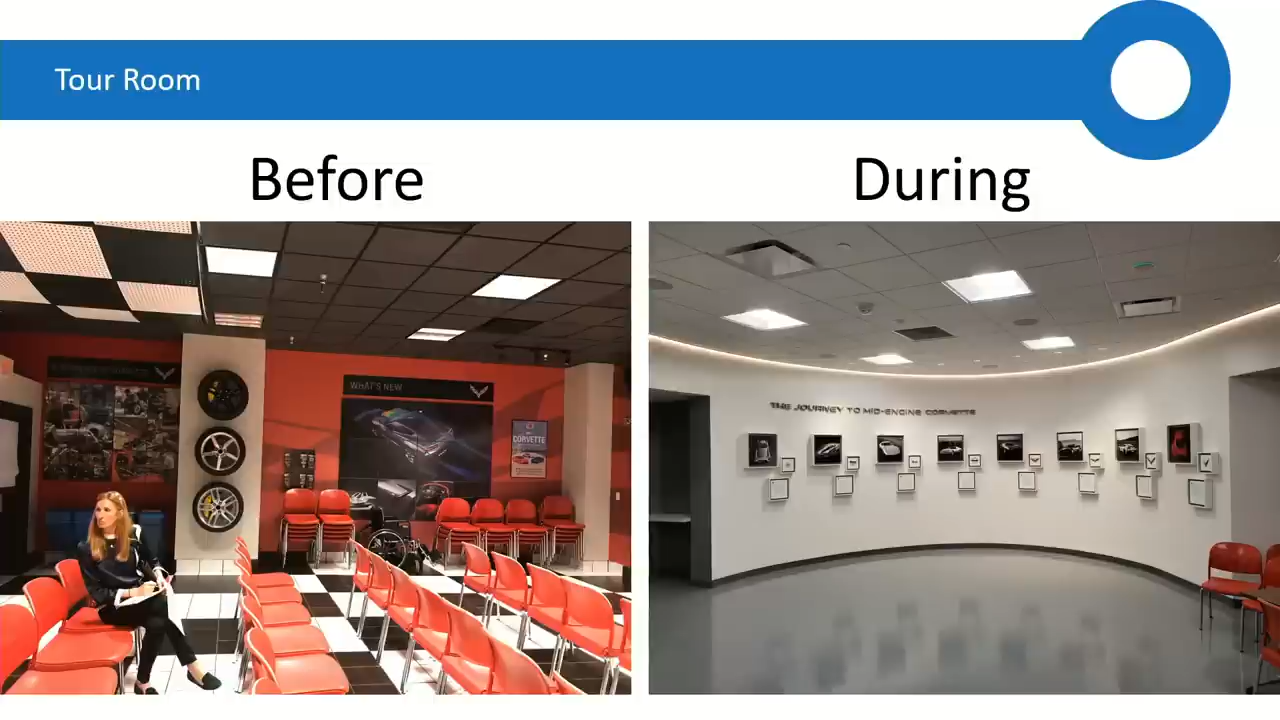 Tour Room
Before
During
WHAT'S NEW
CORVETTE
THE JOURNEY TO MID-ENGINE CORVETTE